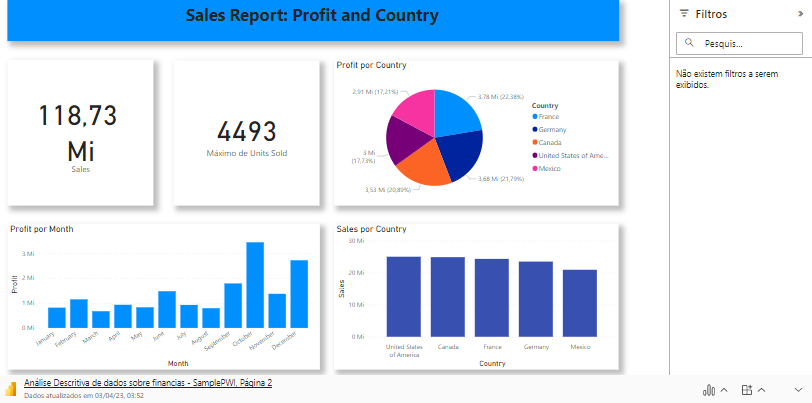 Sales Report: Profit and Country
Filtros
Pesquis...
Não existem filtros a serem
exibidos.
118,73
Mi
Sales
4493
Máximo de Units Sold
Profit por Country
2,91 Mi (17,21%)
3,78 Mi (22,38%)
3 Mi
(17,73%)
3,53 Mi (20,89%)
3,68 Mi (21,79%)
Country
France
Germany
Canada
United States of Ame...
Mexico
Profit por Month
Profit
3 Mi
2 Mi
1 Mi
0 Mi
January
February
March
April
May
June
July
August
September
October
November
December
Month
Sales por Country
Sales
30 Mi
20 Mi
10 Mi
0 Mi
United States
of America
Canada
France
Germany
Mexico
Country
Análise Descritiva de dados sobre financias - SamplePWI, Página 2
Dados atualizados em 03/04/23, 03:52